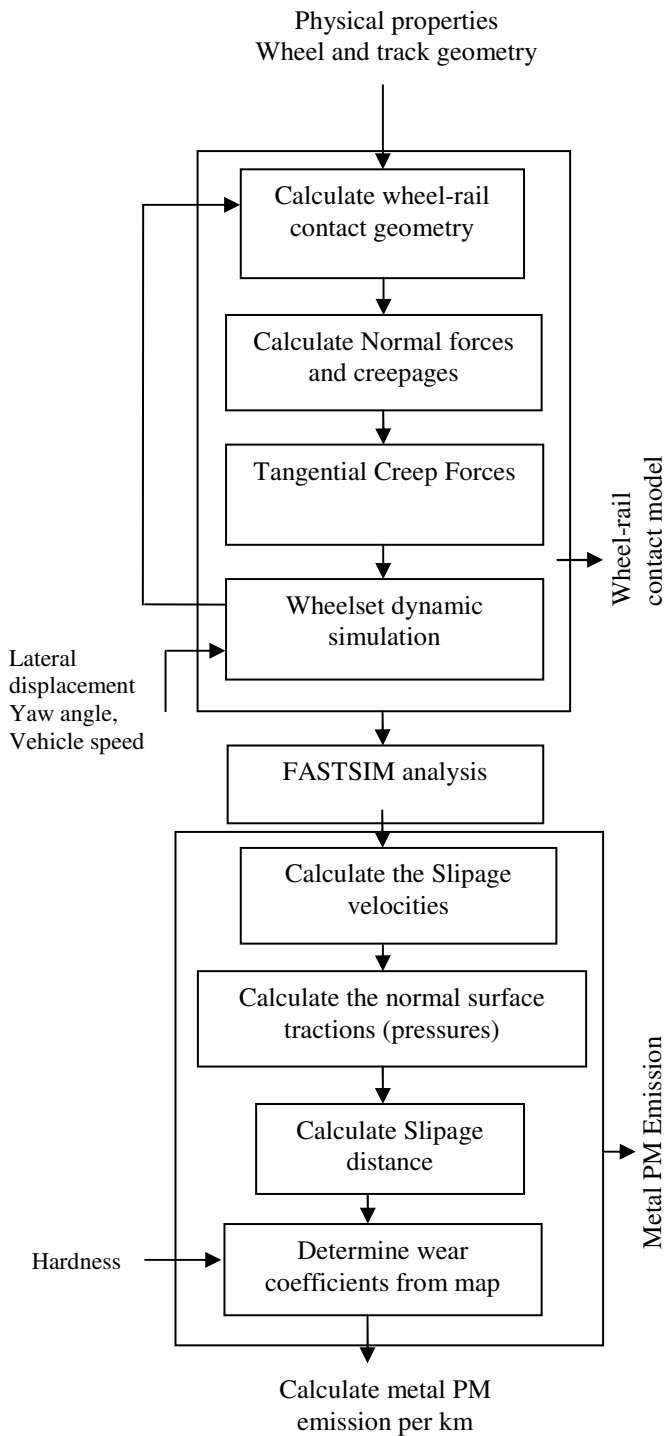 Physical properties
Wheel and track geometry
Calculate wheel-rail
contact geometry
Calculate Normal forces
and creepages
Tangential Creep Forces
Wheelset dynamic
simulation
Wheel-rail
contact model
Lateral
displacement
Yaw angle,
Vehicle speed
FASTSIM analysis
Calculate the Slipage
velocities
Calculate the normal surface
tractions (pressures)
Calculate Slipage
distance
Metal PM Emission
Hardness
Determine wear
coefficients from map
Calculate metal PM
emission per km